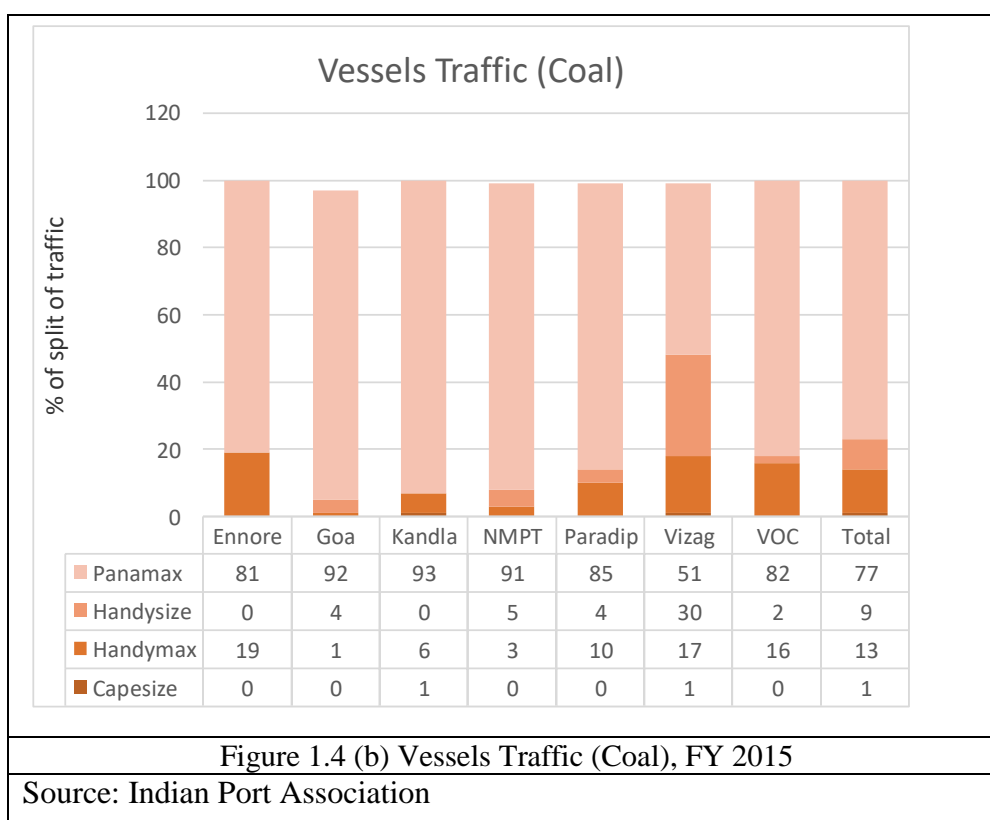 Vessels Traffic (Coal)
120
100
80
60
40
20
0
% of split of traffic
Ennore Goa Kandla NMPT Paradip Vizag VOC Total
Panamax 81 92 93 91 85 51 82 77
Handysize 0 4 0 5 4 30 2 9
Handymax 19 1 6 3 10 17 16 13
Capesize 0 0 1 0 0 1 0 1
Figure 1.4 (b) Vessels Traffic (Coal), FY 2015
Source: Indian Port Association